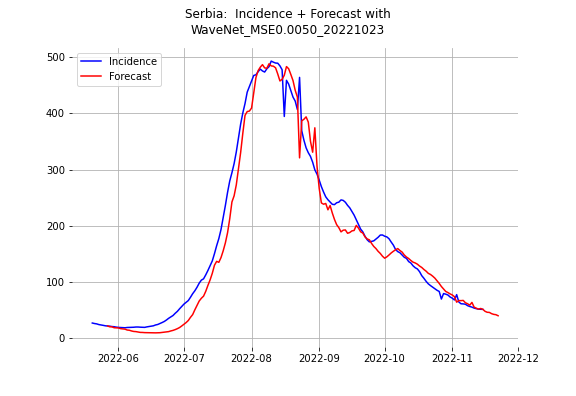 Serbia:  Incidence + Forecast with
WaveNet_MSE0.0050_20221023
Incidence
Forecast
500
400
300
200
100
0
2022-06 2022-07 2022-08 2022-09 2022-10 2022-11 2022-12